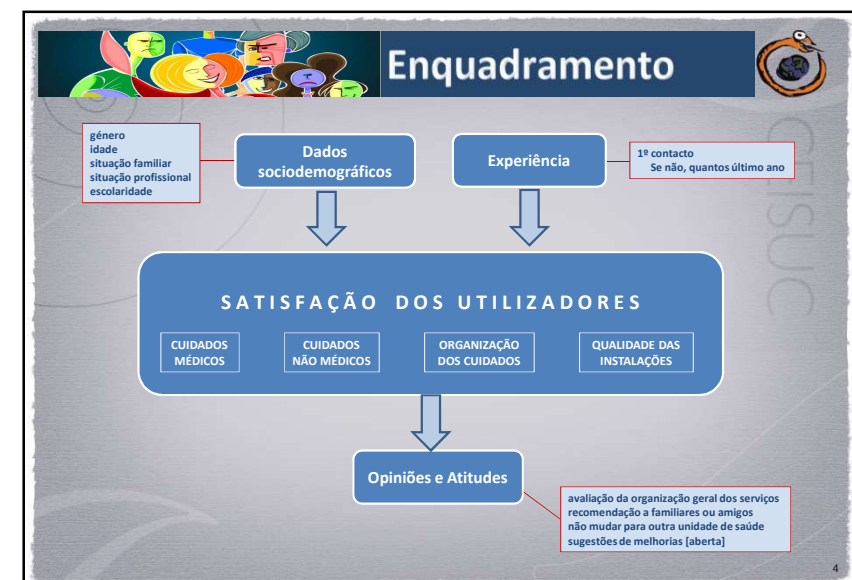 Enquadramento
género
idade
situação familiar
situação profissional
escolaridade
Dados
sociodemográficos
Experiência
1º contacto
Se não, quantos último ano
CEISUC
SATISFAÇÃO DOS UTILIZADORES
CUIDADOS
MÉDICOS
CUIDADOS
NÃO MÉDICOS
ORGANIZAÇÃO
DOS CUIDADOS
QUALIDADE DAS
INSTALAÇÕES
Opiniões e Atitudes
avaliação da organização geral dos serviços
recomendação a familiares ou amigos
não mudar para outra unidade de saúde
sugestões de melhorias [aberta]
4